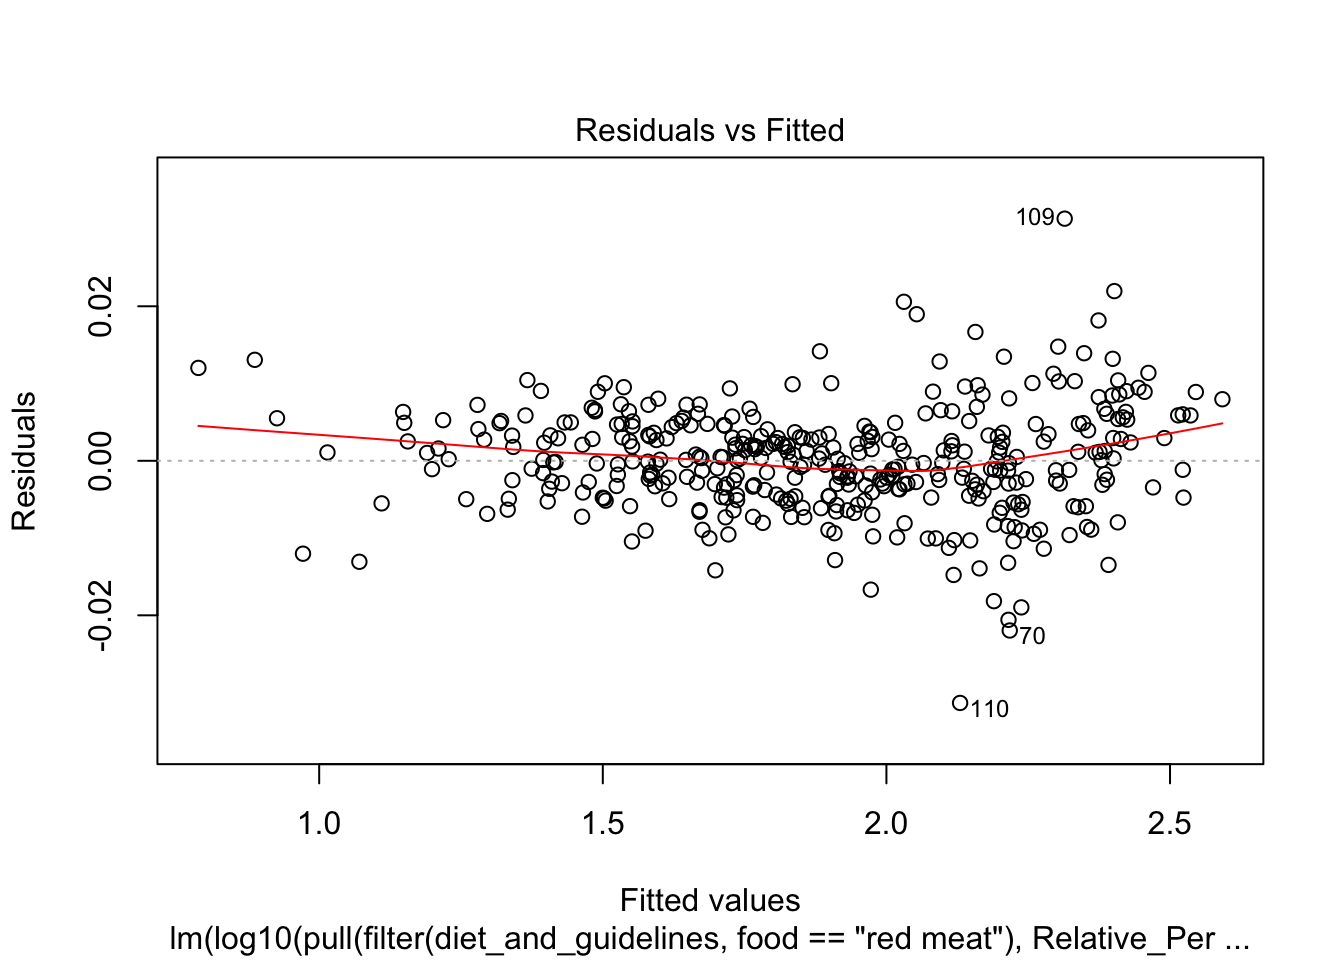 Residuals vs Fitted
Residuals
0.02
0.00
-0.02
109
70
110
1.0 1.5 2.0 2.5
Fitted values
lm(log10(pull(filter(diet_and_guidelines, food == "red meat"), Relative_Per ...